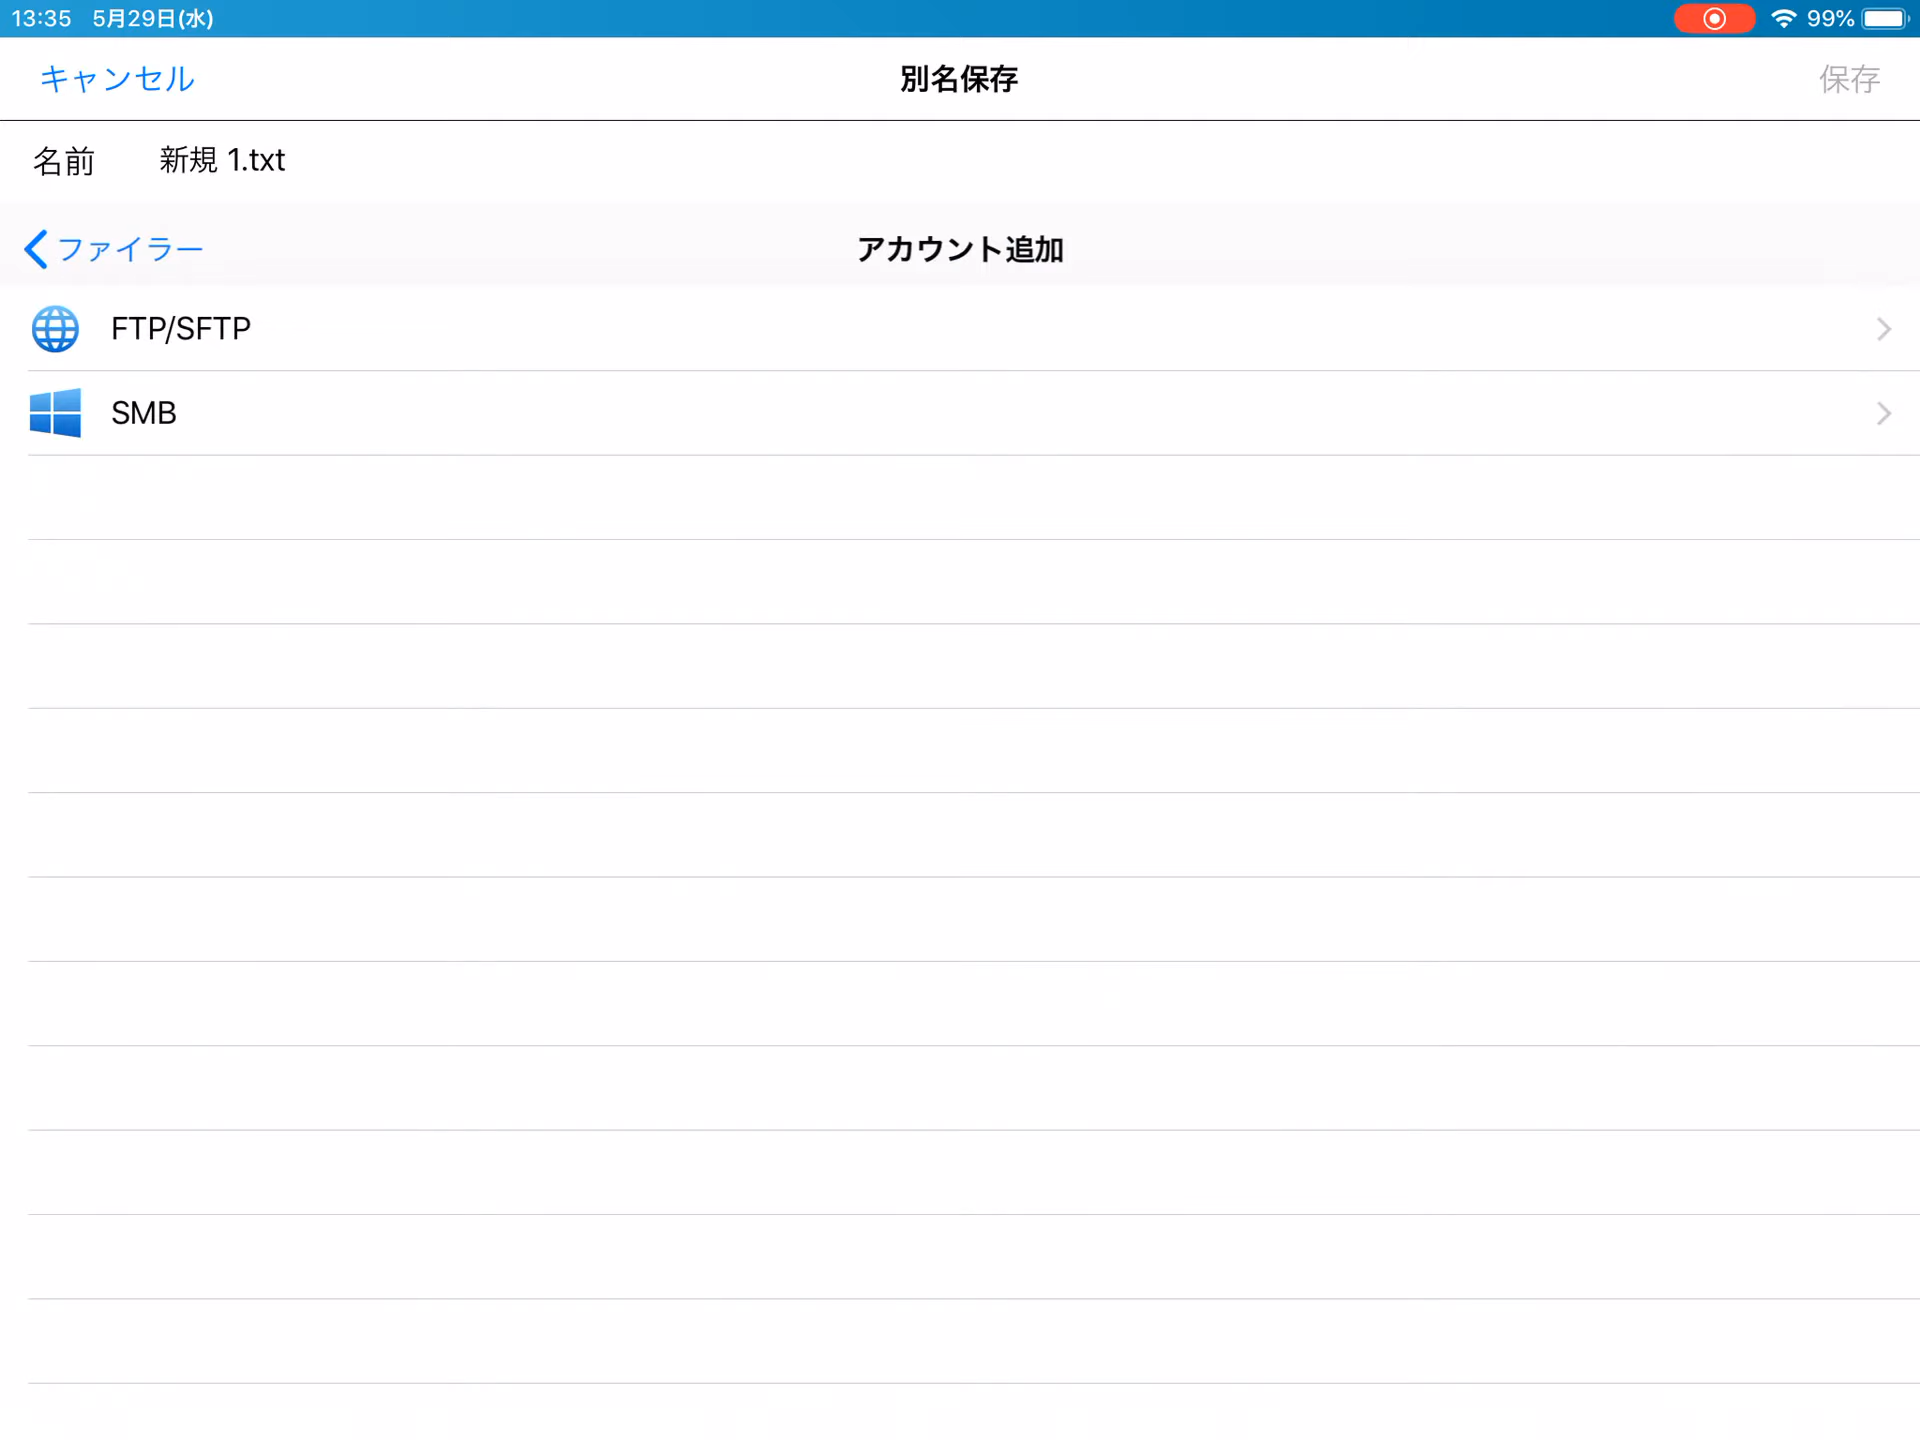 13:35 5月29日(水) 99%
キャンセル 別名保存 保存
名前 新規 1.txt
ファイラー アカウント追加
FTP/SFTP
SMB